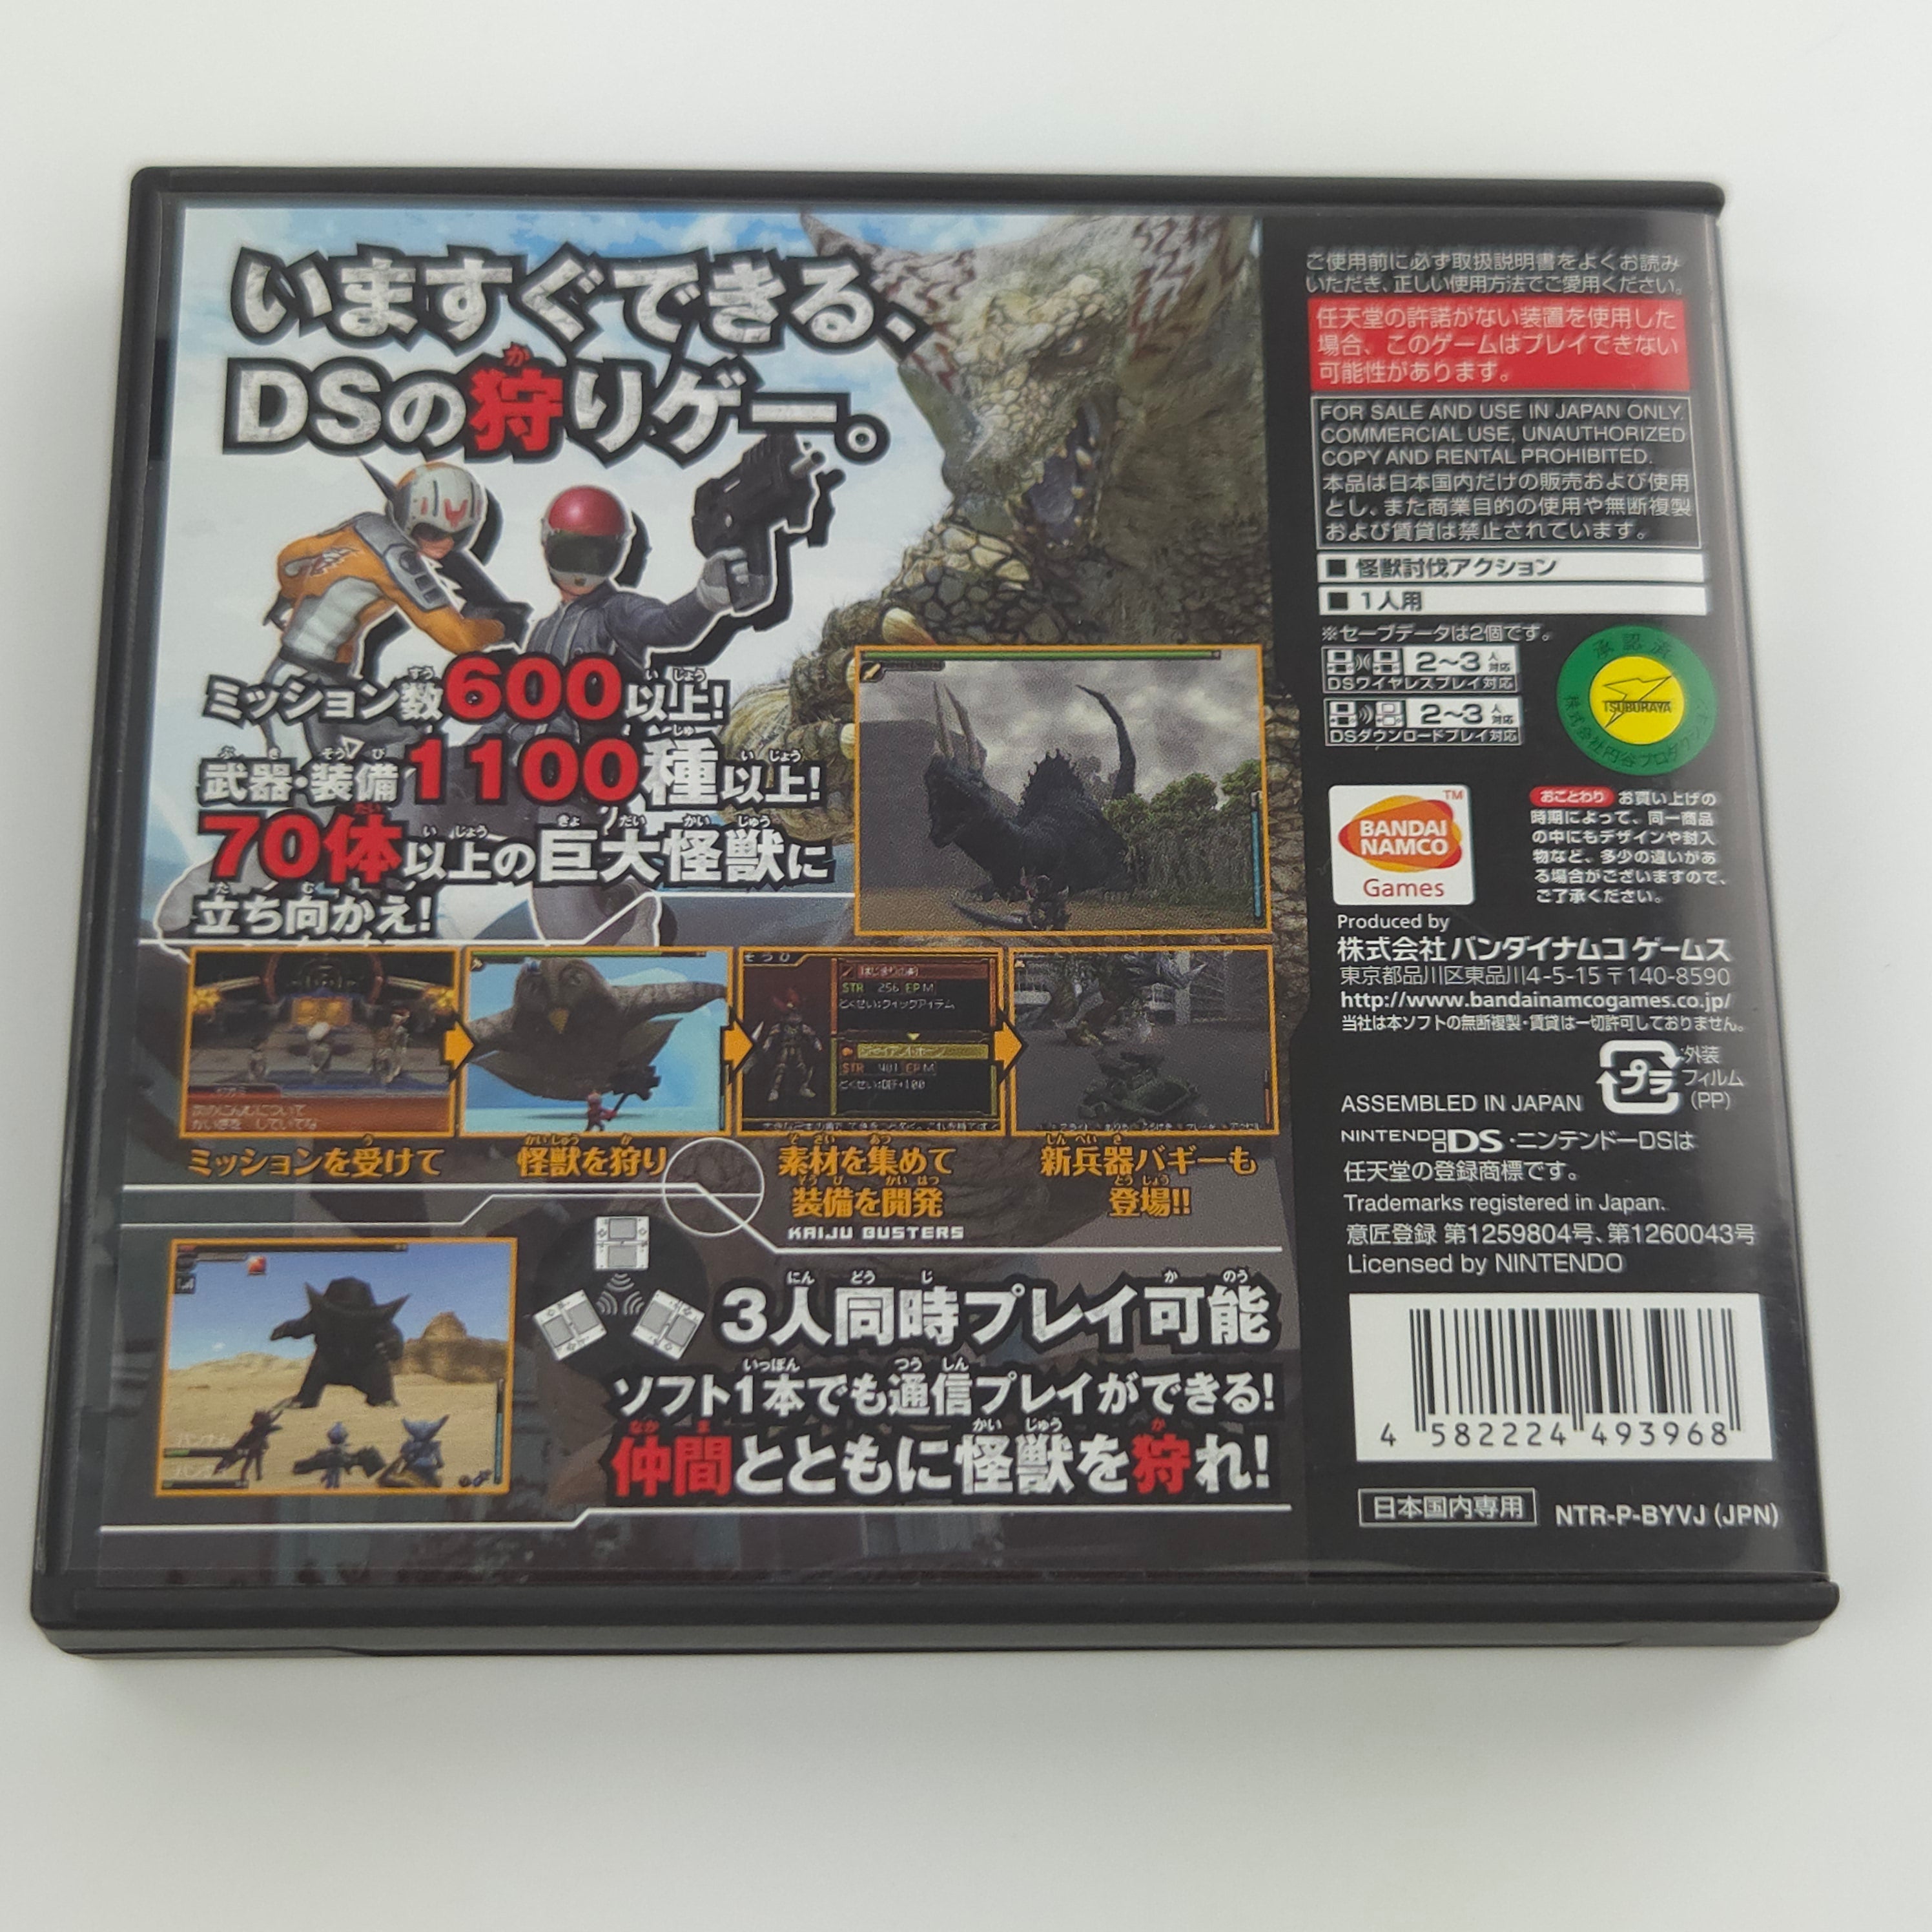 いますぐできる、
DSの狩りゲー。
ミッション数600以上!
武器・装備1100種以上!
70体以上の巨大怪獣に
立ち向かえ!
ミッションを受けて
怪獣を狩り
素材を集めて
装備を開発
新兵器バギーも
登場!!
KAIJU BUSTERS
3人同時プレイ可能
ソフト1本でも通信プレイができる!
仲間とともに怪獣を狩れ!
ご使用前に必ず取扱説明書をよくお読み
いただき、正しい使用方法でご愛用ください。
任天堂の許諾がない装置を使用した
場合、このゲームはプレイできない
可能性があります。
FOR SALE AND USE IN JAPAN ONLY.
COMMERCIAL USE, UNAUTHORIZED
COPY AND RENTAL PROHIBITED.
本品は日本国内だけの販売および使用
とし、また商業目的の使用や無断複製
および賃貸は禁止されています。
■ 怪獣討伐アクション
■ 1人用
※セーブデータは2個です。
2〜3人対応
DSワイヤレスプレイ対応
2〜3人対応
DSダウンロードプレイ対応
承認済
TSUBURAYA
株式会社円谷プロダクション
BANDAI
NAMCO
Games
TM
おことわり お買い上げの
時期によって、同一商品
の中にもデザインや封入
物など、多少の違いがあ
る場合がございますので、
ご了承ください。
Produced by
株式会社 バンダイナムコ ゲームス
東京都品川区東品川4-5-15 〒140-8590
http://www.bandainamcogames.co.jp/
当社は本ソフトの無断複製・賃貸は一切許可しておりません。
ASSEMBLED IN JAPAN
プラ
外装
フィルム
(PP)
NINTENDO DS・ニンテンドーDSは
任天堂の登録商標です。
Trademarks registered in Japan.
意匠登録 第1259804号、第1260043号
Licensed by NINTENDO
4 582224 493968
日本国内専用
NTR-P-BYVJ (JPN)